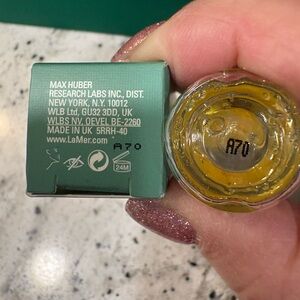 MAX HUBER
RESEARCH LABS INC., DIST.
NEW YORK, N.Y. 10012
WLB Ltd, GU32 3DD, UK
WLBS NV, OEVEL BE-2260
MADE IN UK 5RRH-40
www.LaMer.com
A70
24M
A70